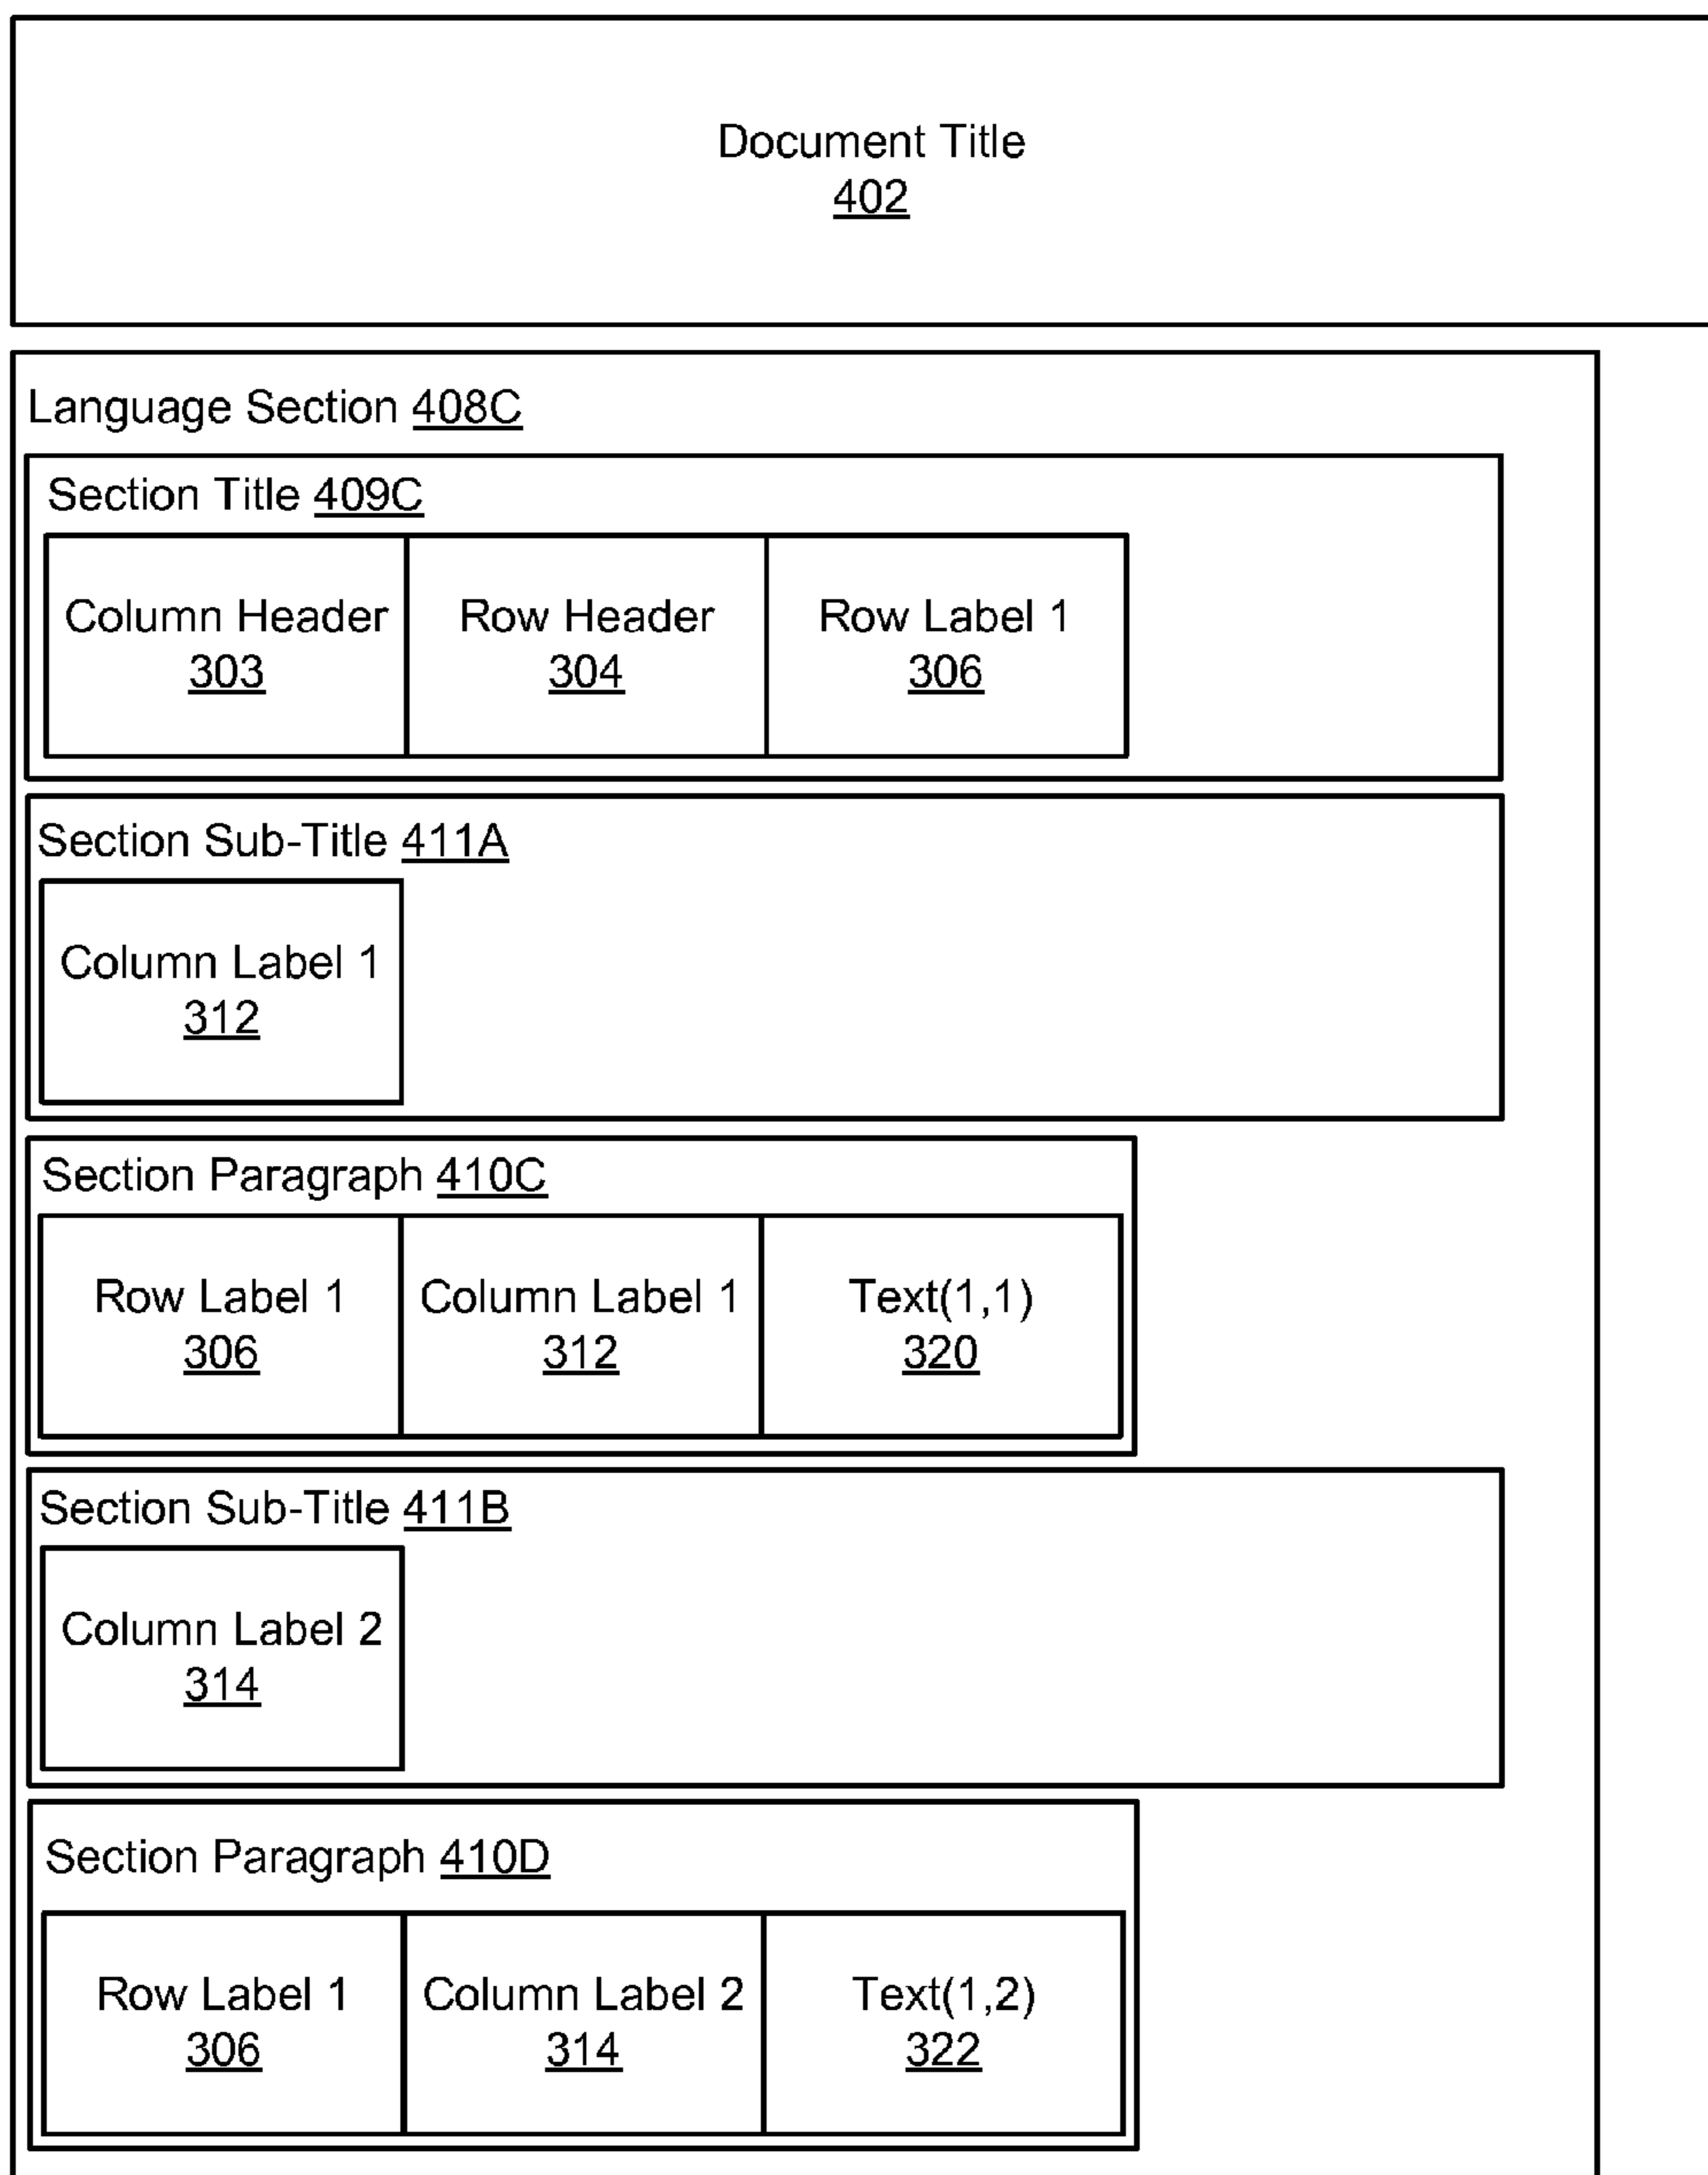 Document Title
402
Language Section 408C
Section Title 409C
Column Header
303
Row Header
304
Row Label 1
306
Section Sub-Title 411A
Column Label 1
312
Section Paragraph 410C
Row Label 1
306
Column Label 1
312
Text(1,1)
320
Section Sub-Title 411B
Column Label 2
314
Section Paragraph 410D
Row Label 1
306
Column Label 2
314
Text(1,2)
322